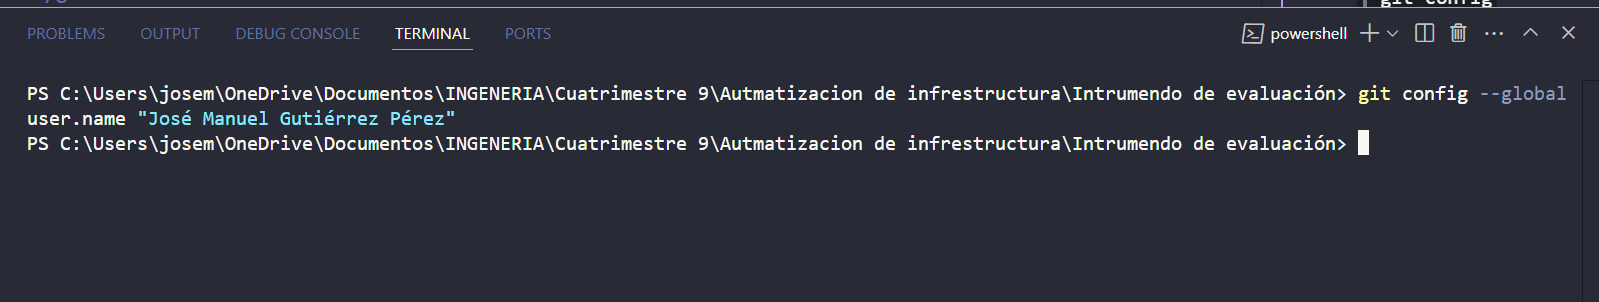 git config
PROBLEMS OUTPUT DEBUG CONSOLE TERMINAL PORTS powershell
PS C:\Users\josem\OneDrive\Documentos\INGENERIA\Cuatrimestre 9\Autmatizacion de infrestructura\Intrumendo de evaluación> git config --global
user.name "José Manuel Gutiérrez Pérez"
PS C:\Users\josem\OneDrive\Documentos\INGENERIA\Cuatrimestre 9\Autmatizacion de infrestructura\Intrumendo de evaluación>